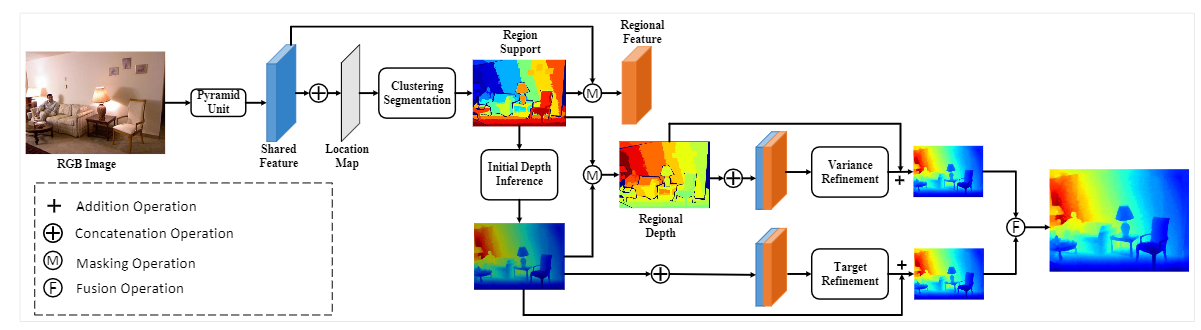 RGB Image
Pyramid
Unit
Shared
Feature
Location
Map
Clustering
Segmentation
Region
Support
M
Regional
Feature
Initial Depth
Inference
M
Regional
Depth
Variance
Refinement
+
Target
Refinement
+
F
+ Addition Operation
Concatenation Operation
M Masking Operation
F Fusion Operation